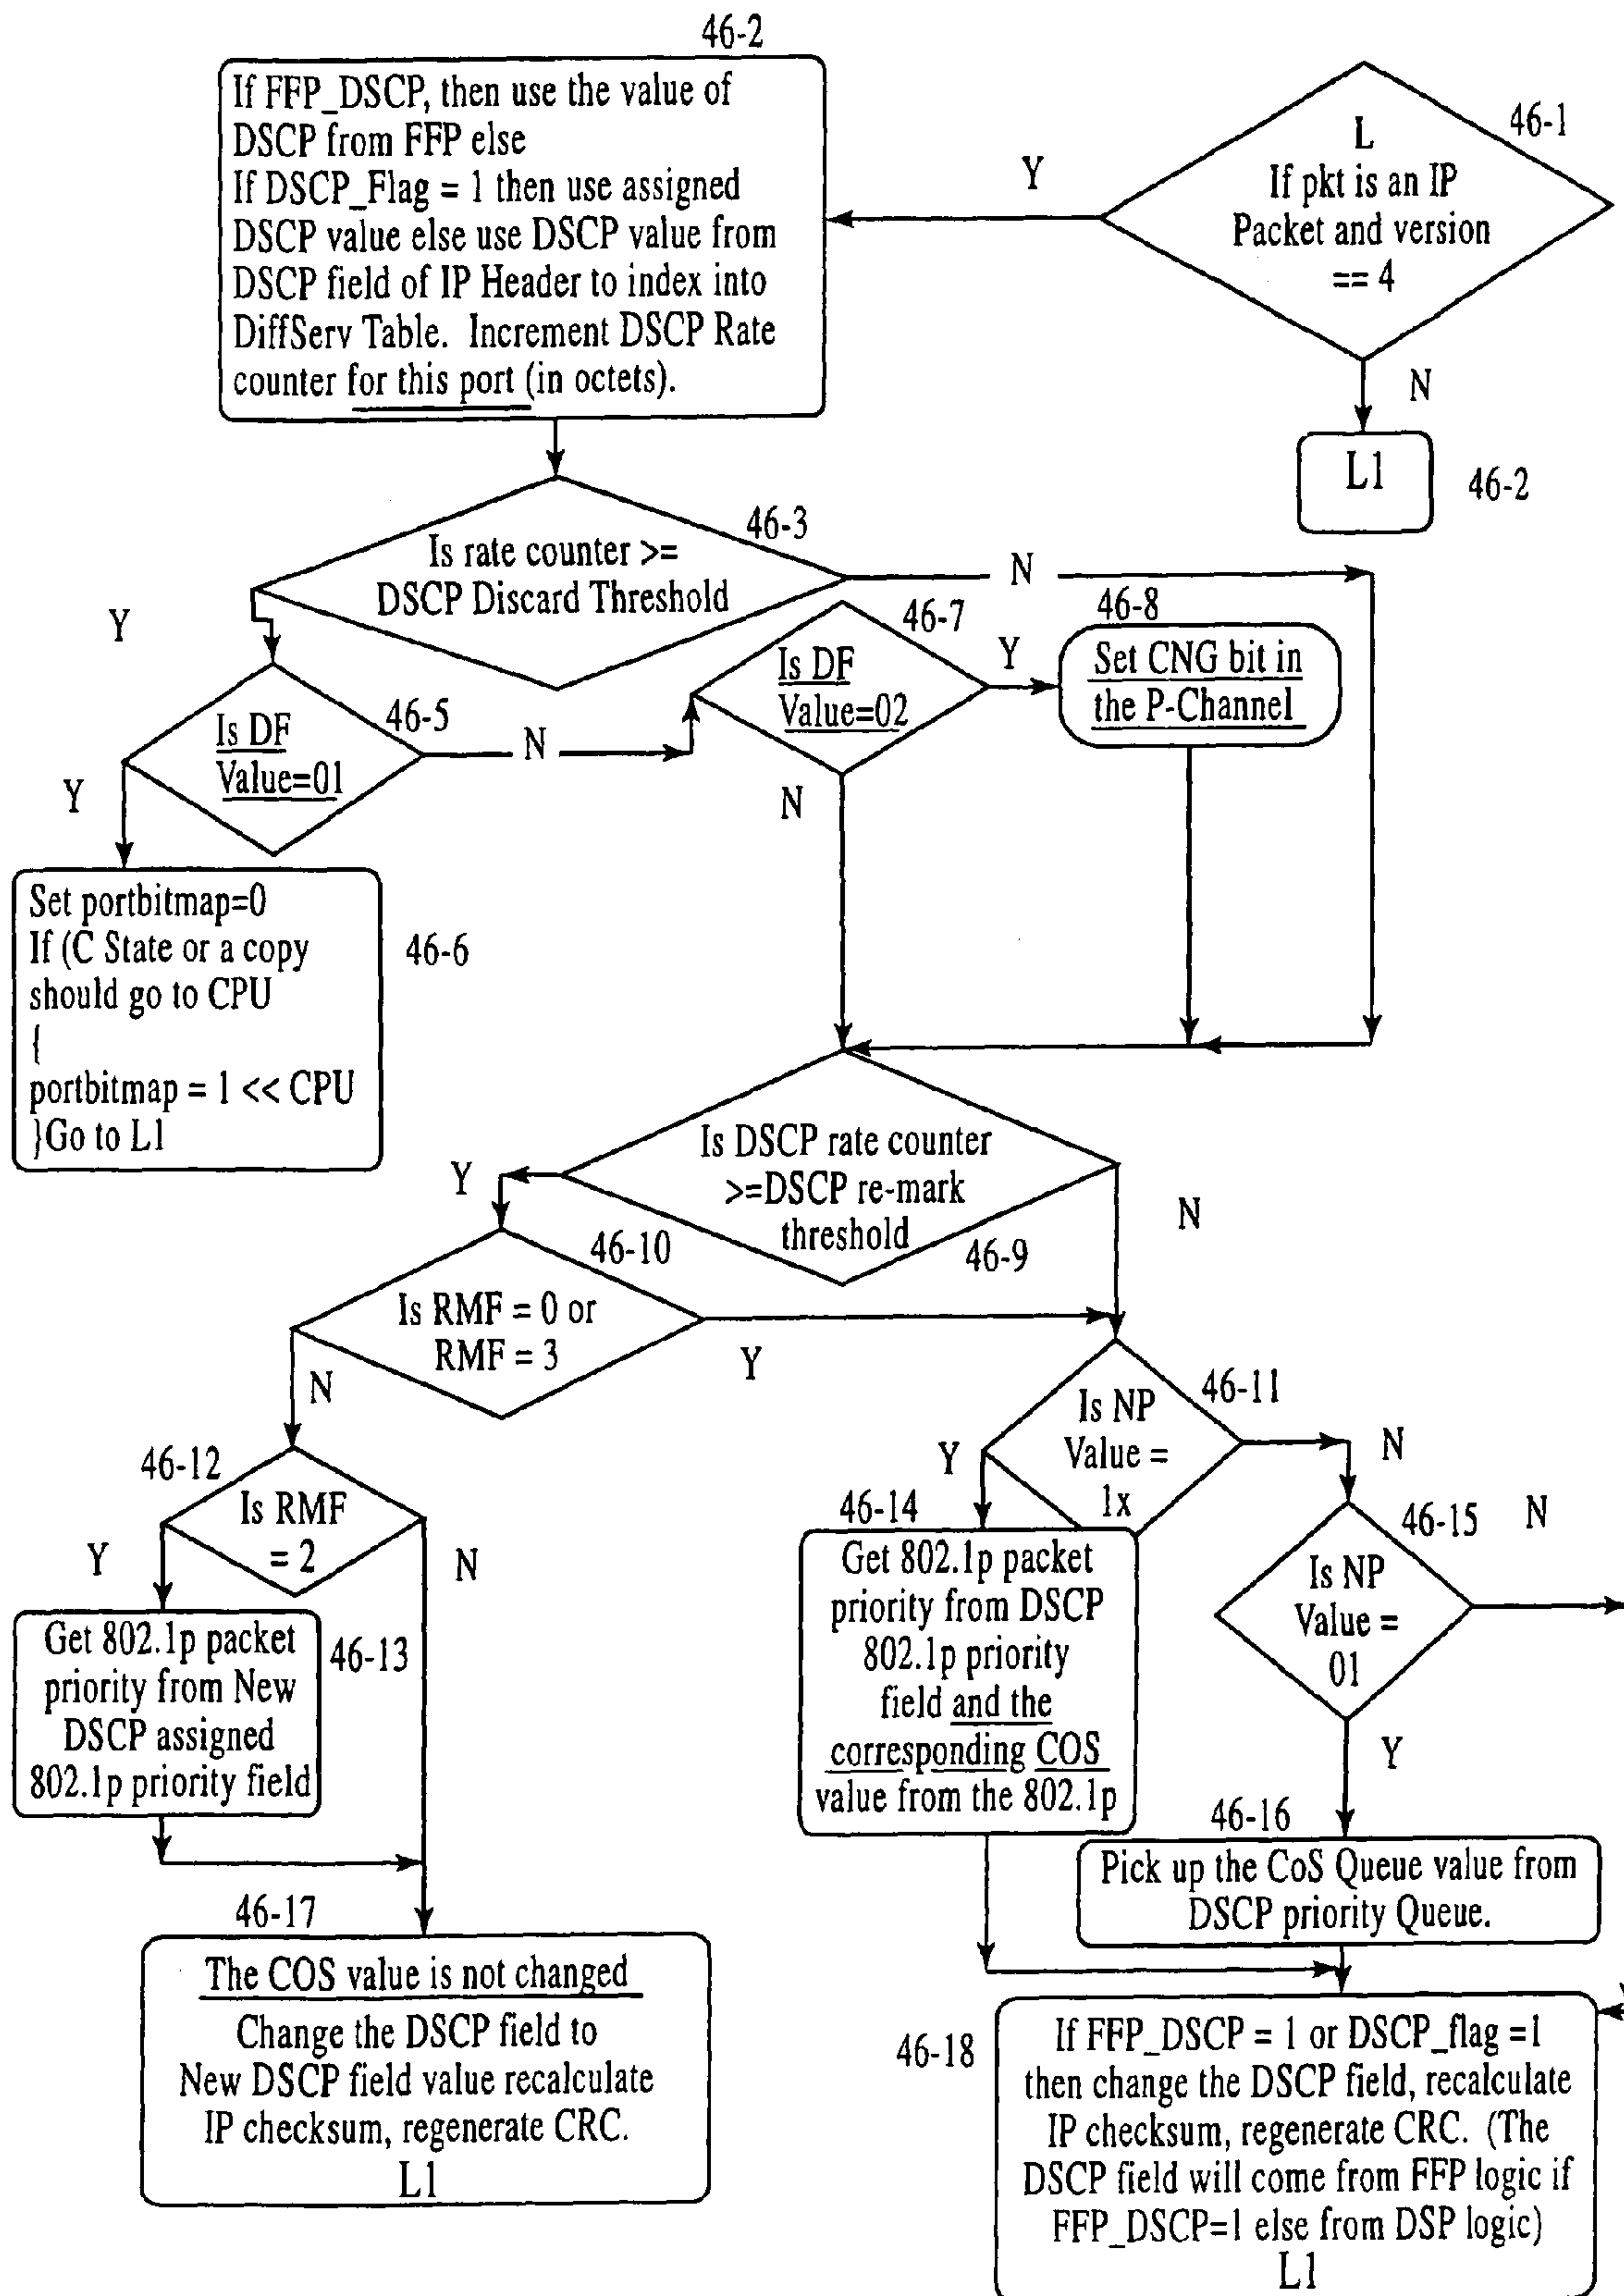 46-2
If FFP_DSCP, then use the value of
DSCP from FFP else
If DSCP_Flag = 1 then use assigned
DSCP value else use DSCP value from
DSCP field of IP Header to index into
DiffServ Table. Increment DSCP Rate
counter for this port (in octets).
46-1
L
If pkt is an IP
Packet and version
== 4
Y
N
L1
46-2
46-3
Is rate counter >=
DSCP Discard Threshold
N
Y
46-5
Is DF
Value=01
N
Y
46-7
Is DF
Value=02
Y
N
46-8
Set CNG bit in
the P-Channel
Set portbitmap=0
If (C State or a copy
should go to CPU
{
portbitmap = 1 << CPU
}Go to L1
46-6
Is DSCP rate counter
>=DSCP re-mark
threshold
46-9
Y
N
46-10
Is RMF = 0 or
RMF = 3
Y
N
46-11
Is NP
Value =
1x
Y
N
46-12
Is RMF
= 2
Y
N
46-13
Get 802.1p packet
priority from New
DSCP assigned
802.1p priority field
46-14
Get 802.1p packet
priority from DSCP
802.1p priority
field and the
corresponding COS
value from the 802.1p
46-15
Is NP
Value =
01
N
Y
46-16
Pick up the CoS Queue value from
DSCP priority Queue.
46-17
The COS value is not changed
Change the DSCP field to
New DSCP field value recalculate
IP checksum, regenerate CRC.
L1
46-18
If FFP_DSCP = 1 or DSCP_flag =1
then change the DSCP field, recalculate
IP checksum, regenerate CRC. (The
DSCP field will come from FFP logic if
FFP_DSCP=1 else from DSP logic)
L1